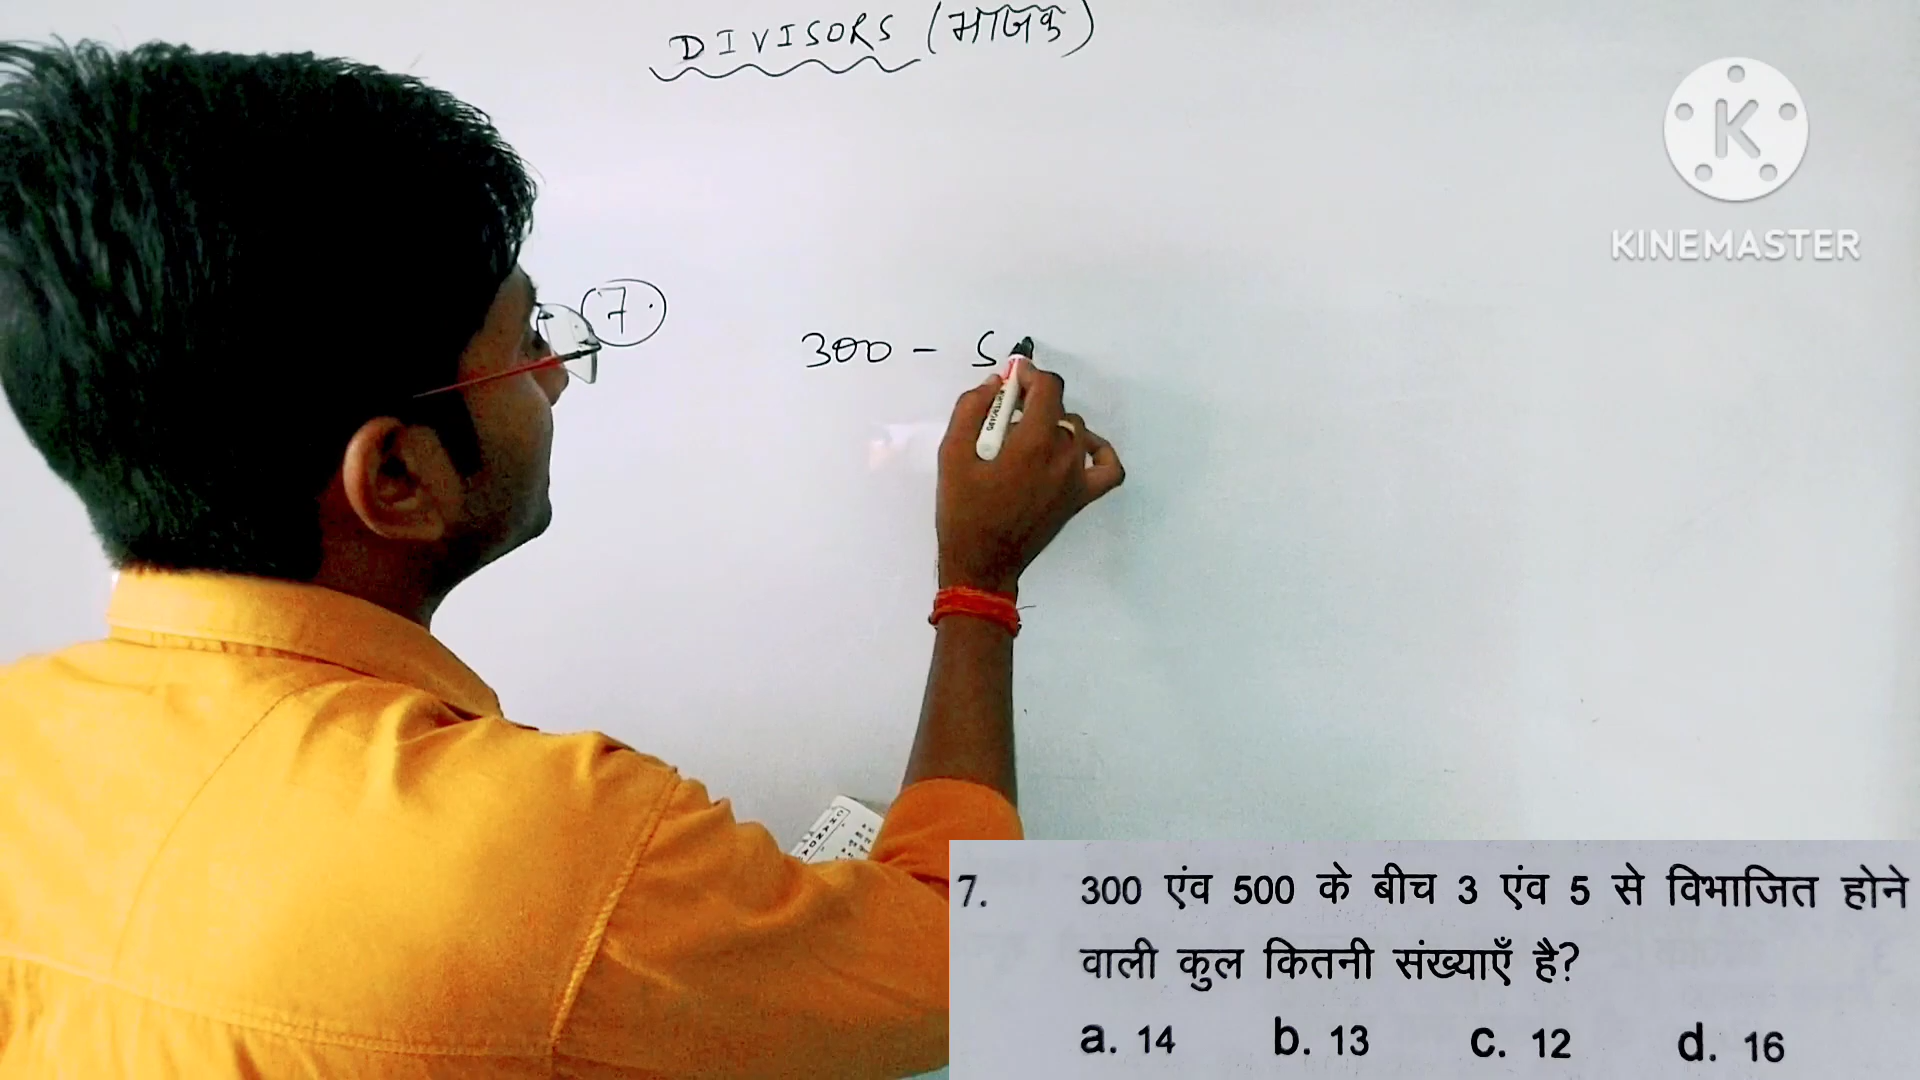 DIVISORS (भाजक)
K
KINEMASTER
7.
300 - 5
7. 300 एंव 500 के बीच 3 एंव 5 से विभाजित होने
वाली कुल कितनी संख्याएँ है?
a. 14 b. 13 c. 12 d. 16